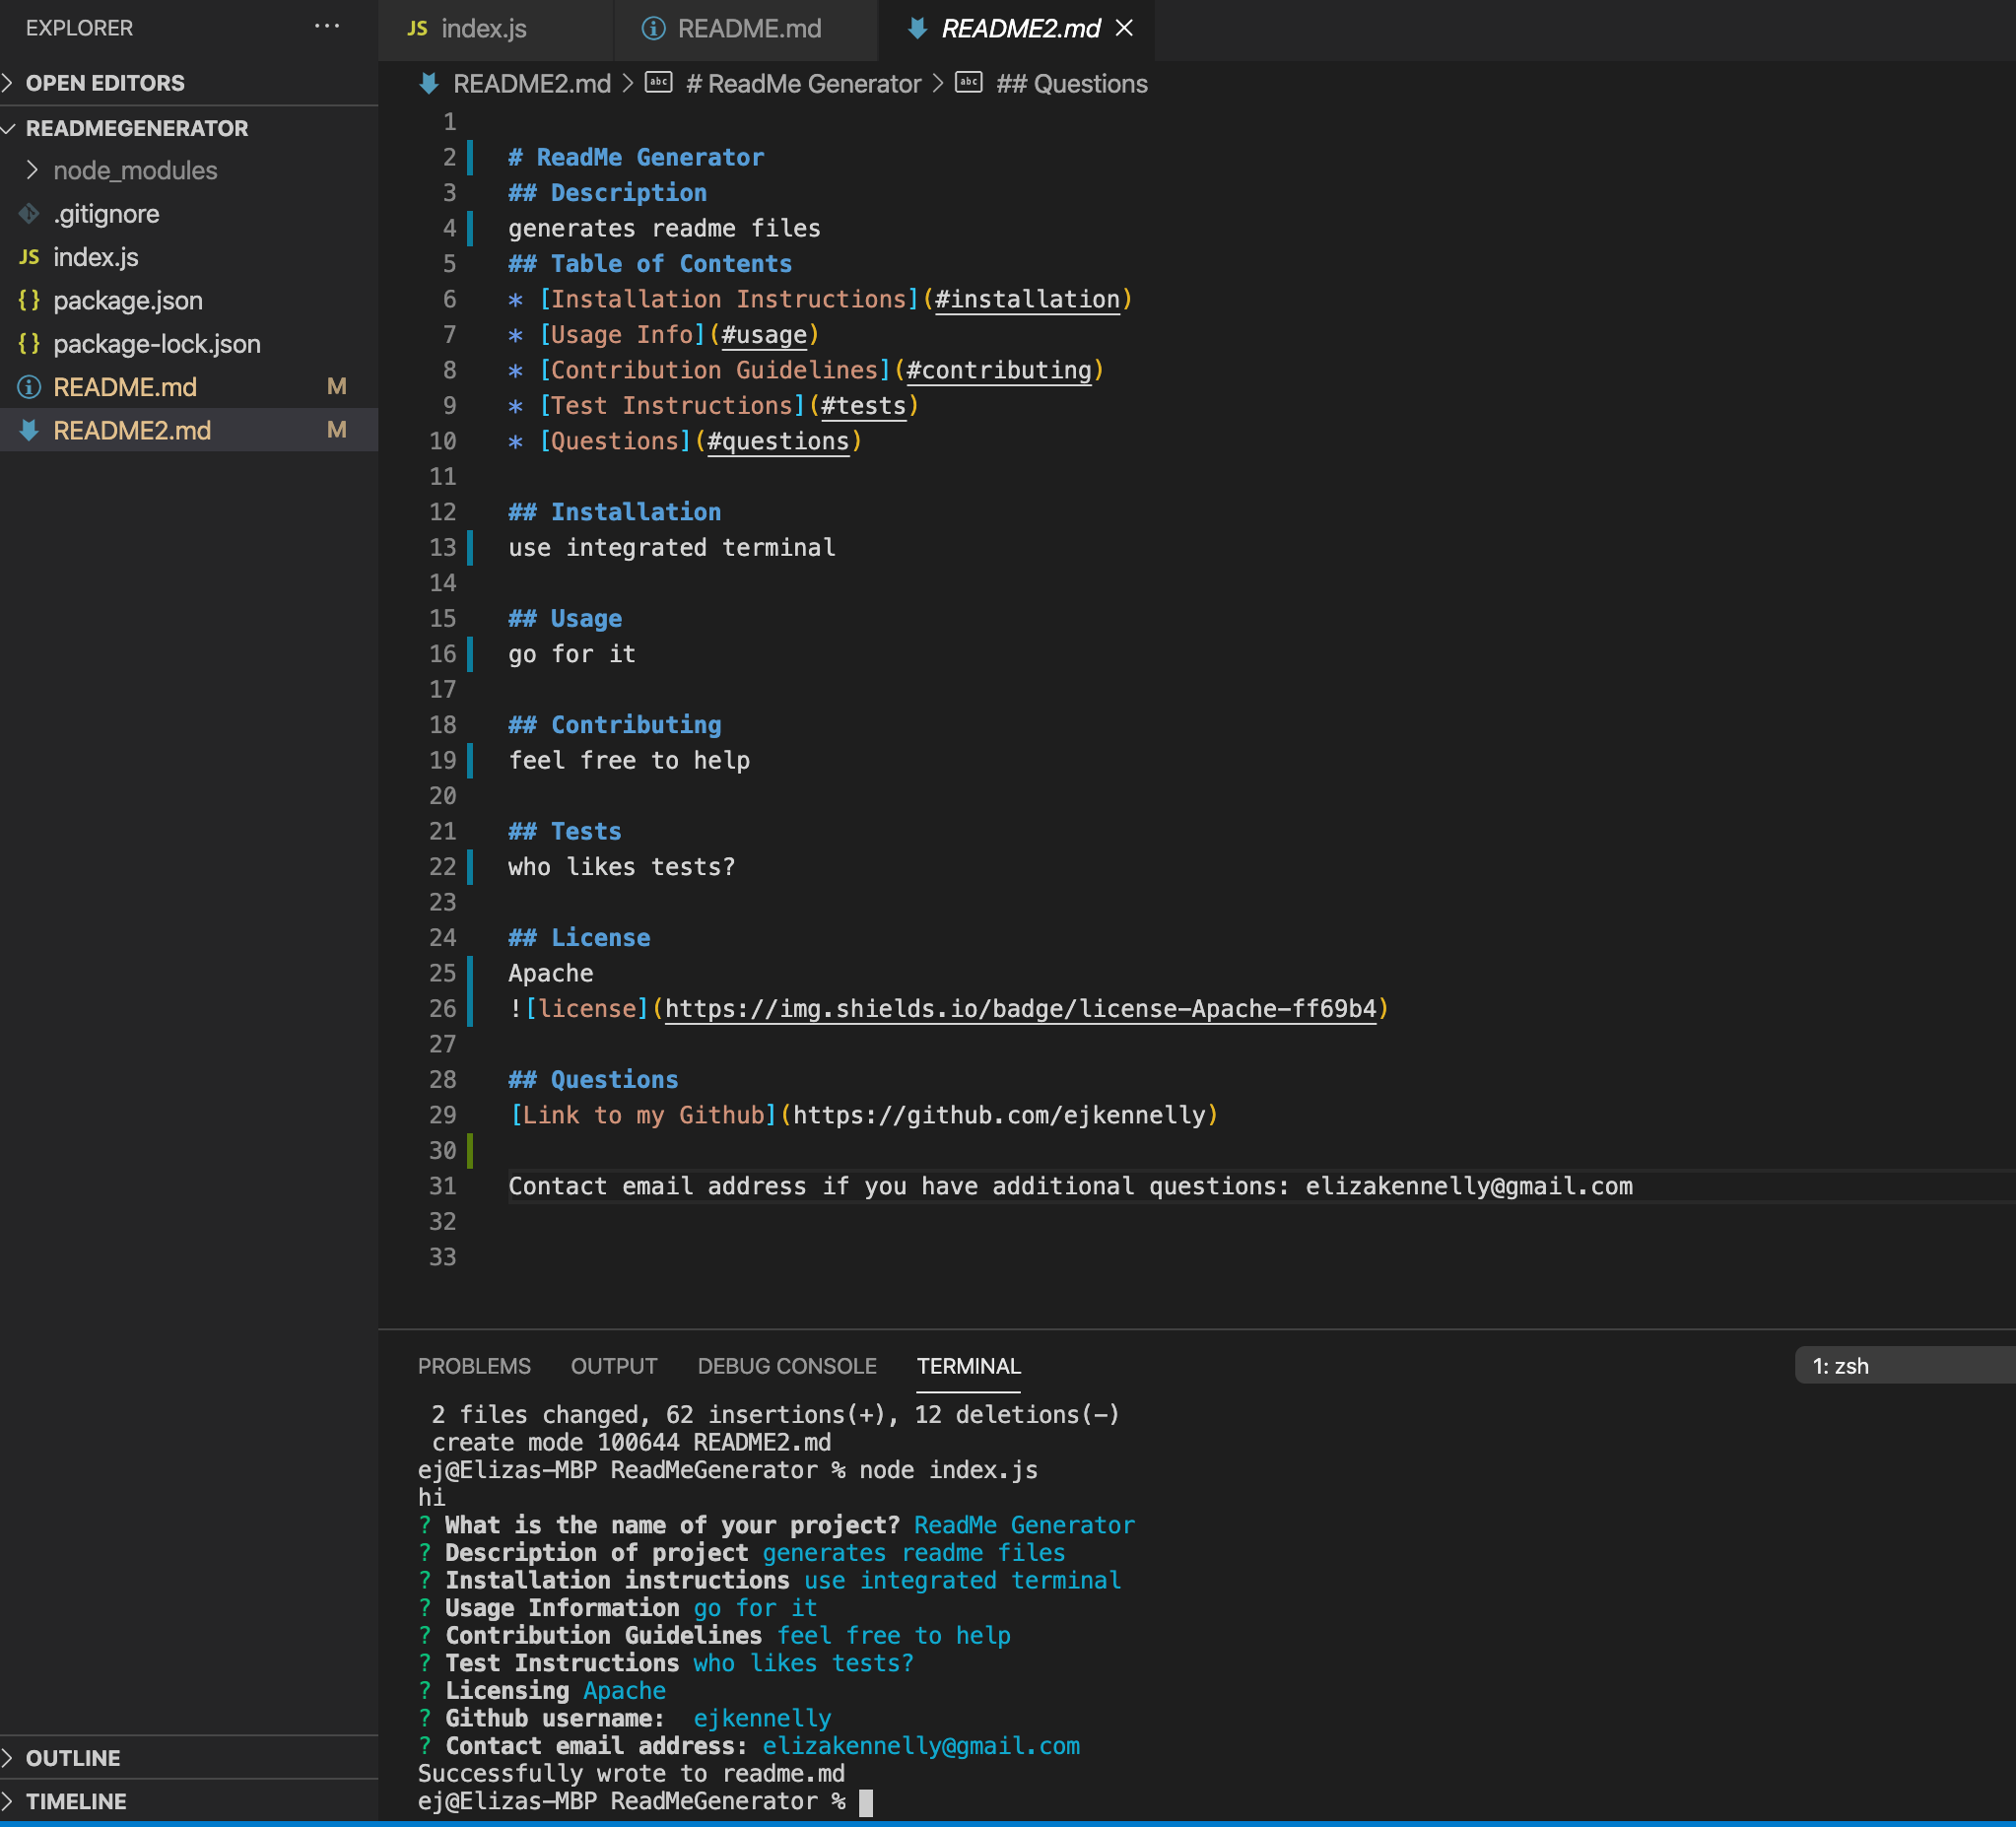 EXPLORER ···
OPEN EDITORS
READMEGENERATOR
node_modules
.gitignore
JS index.js
{} package.json
{} package-lock.json
README.md M
README2.md M
OUTLINE
TIMELINE
JS index.js README.md README2.md ×
README2.md > abc # ReadMe Generator > abc ## Questions
1
2 # ReadMe Generator
3 ## Description
4 generates readme files
5 ## Table of Contents
6 * [Installation Instructions](#installation)
7 * [Usage Info](#usage)
8 * [Contribution Guidelines](#contributing)
9 * [Test Instructions](#tests)
10 * [Questions](#questions)
11
12 ## Installation
13 use integrated terminal
14
15 ## Usage
16 go for it
17
18 ## Contributing
19 feel free to help
20
21 ## Tests
22 who likes tests?
23
24 ## License
25 Apache
26 ![license](https://img.shields.io/badge/license-Apache-ff69b4)
27
28 ## Questions
29 [Link to my Github](https://github.com/ejkennelly)
30
31 Contact email address if you have additional questions: elizakennelly@gmail.com
32
33
PROBLEMS OUTPUT DEBUG CONSOLE TERMINAL 1: zsh
2 files changed, 62 insertions(+), 12 deletions(-)
create mode 100644 README2.md
ej@Elizas-MBP ReadMeGenerator % node index.js
hi
? What is the name of your project? ReadMe Generator
? Description of project generates readme files
? Installation instructions use integrated terminal
? Usage Information go for it
? Contribution Guidelines feel free to help
? Test Instructions who likes tests?
? Licensing Apache
? Github username: ejkennelly
? Contact email address: elizakennelly@gmail.com
Successfully wrote to readme.md
ej@Elizas-MBP ReadMeGenerator %